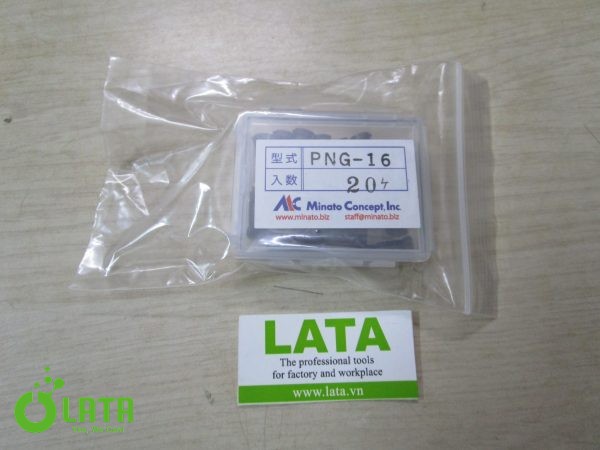 型式 PNG-16
入数 20ケ
MC Minato Concept, Inc.
www.minato.biz staff@minato.biz
LATA
The professional tools
for factory and workplace
www.lata.vn
LATA